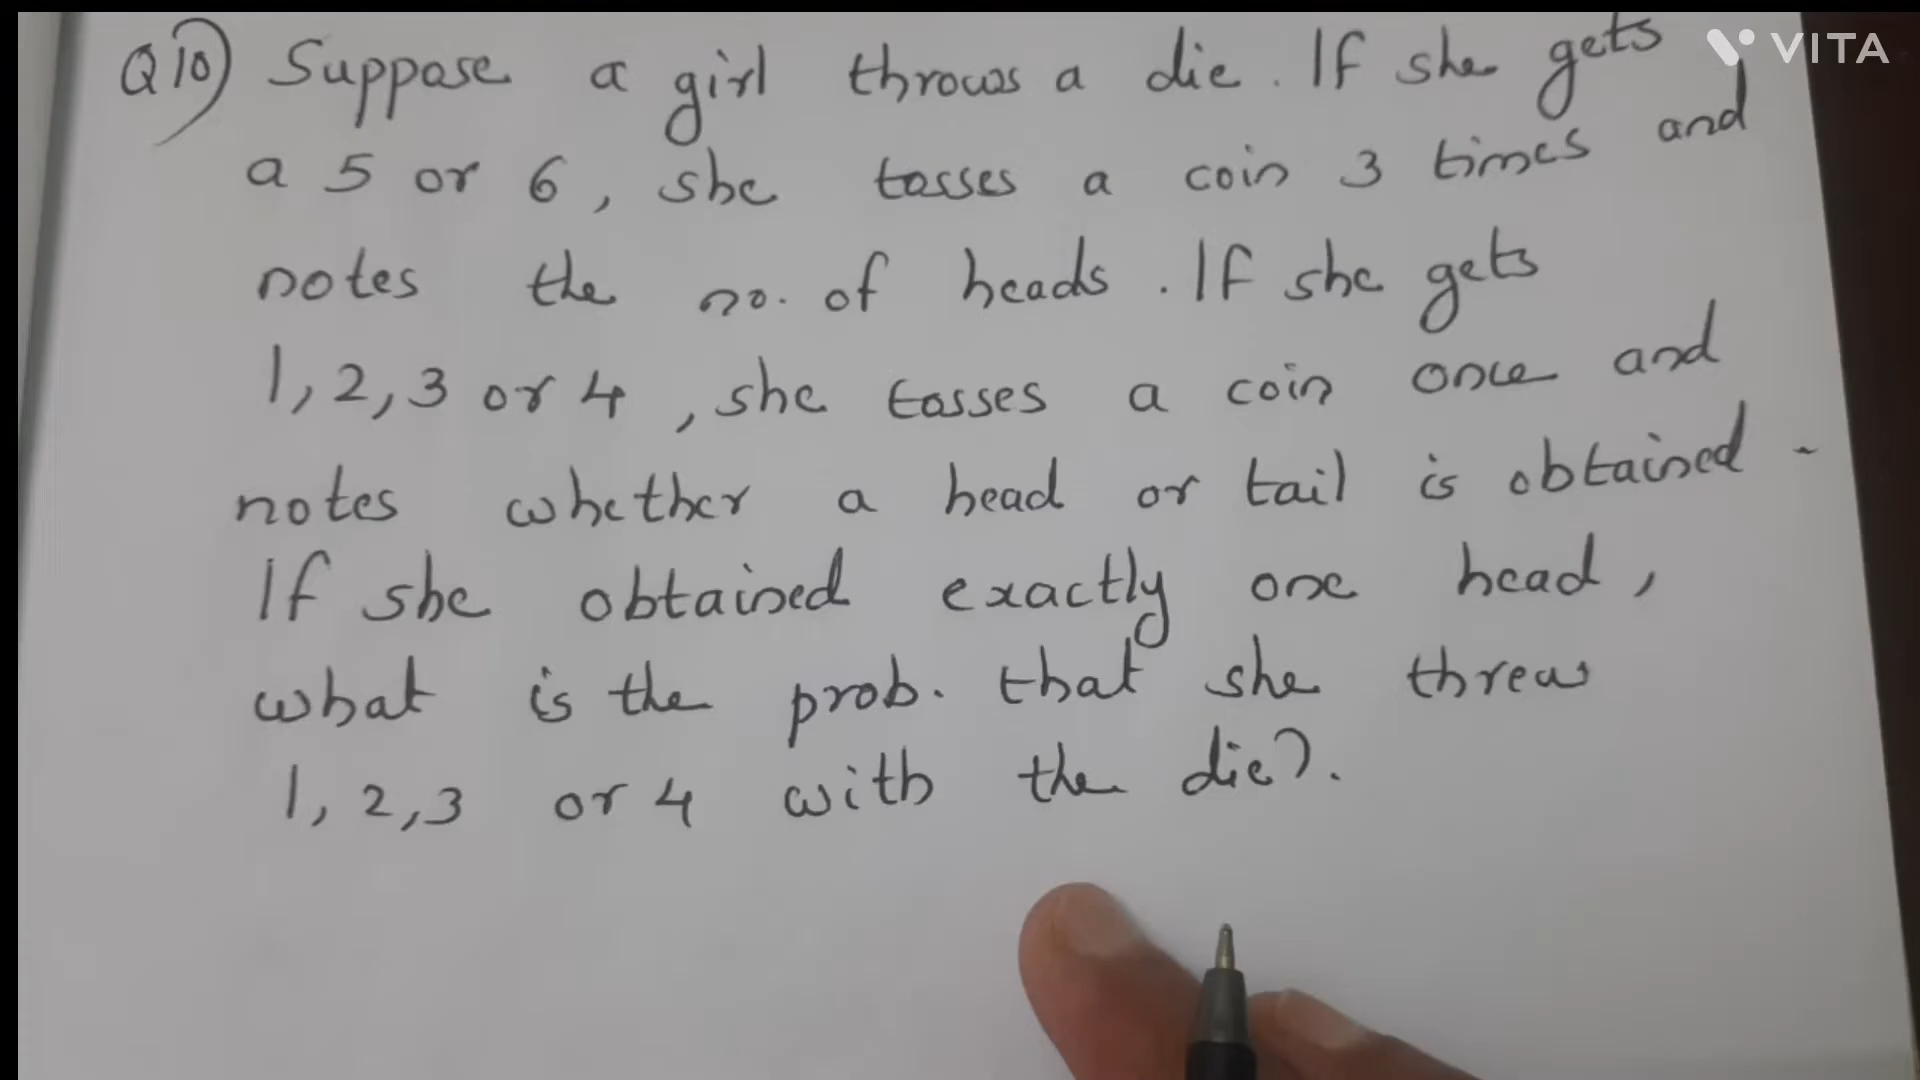 Q10) Suppose a girl throws a die. If she gets
a 5 or 6, she tosses a coin 3 times and
notes the no. of heads. If she gets
1, 2, 3 or 4, she tosses a coin once and
notes whether a head or tail is obtained.
If she obtained exactly one head,
what is the prob. that she threw
1, 2, 3 or 4 with the die?.
VITA